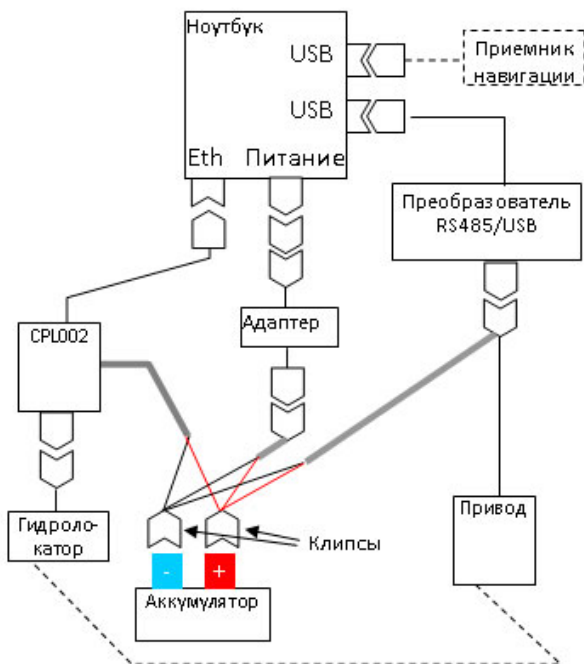 Ноутбук
USB
Приемник
навигации
USB
Eth Питание
Преобразователь
RS485/USB
Адаптер
CPL002
Гидроло-
катор
Привод
Клипсы
- +
Аккумулятор